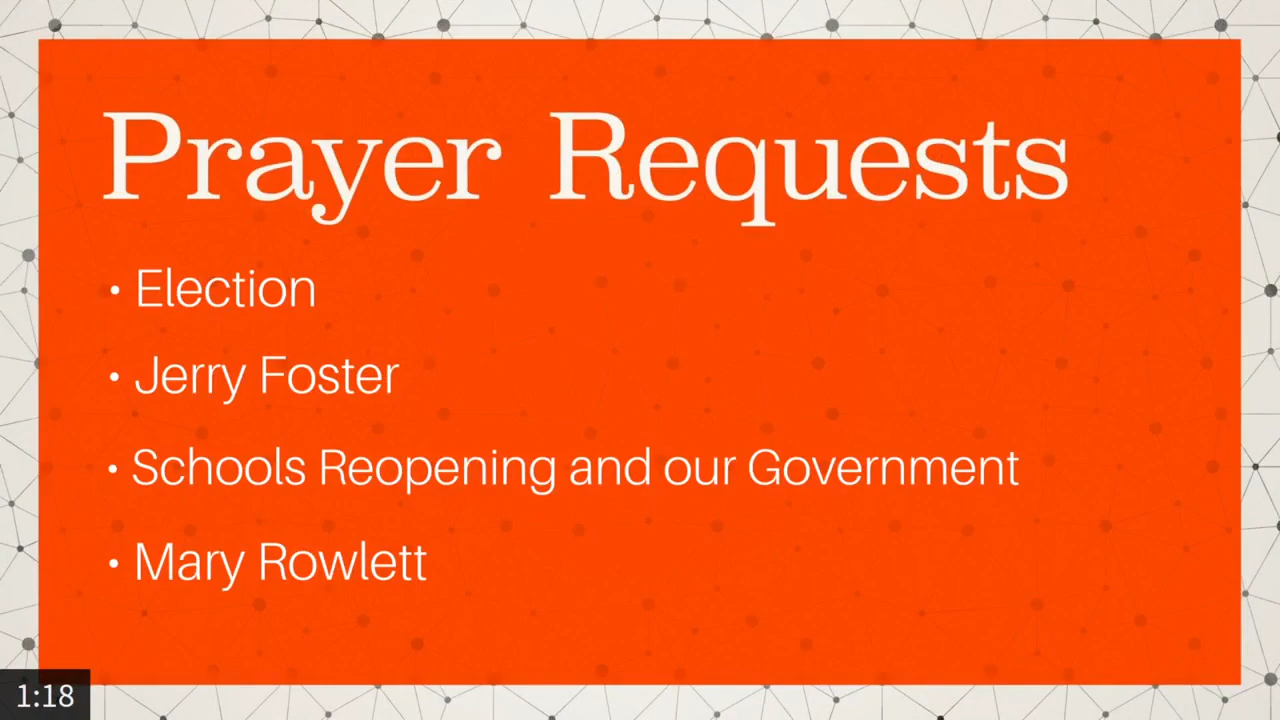 Prayer Requests
• Election
• Jerry Foster
• Schools Reopening and our Government
• Mary Rowlett
1:18